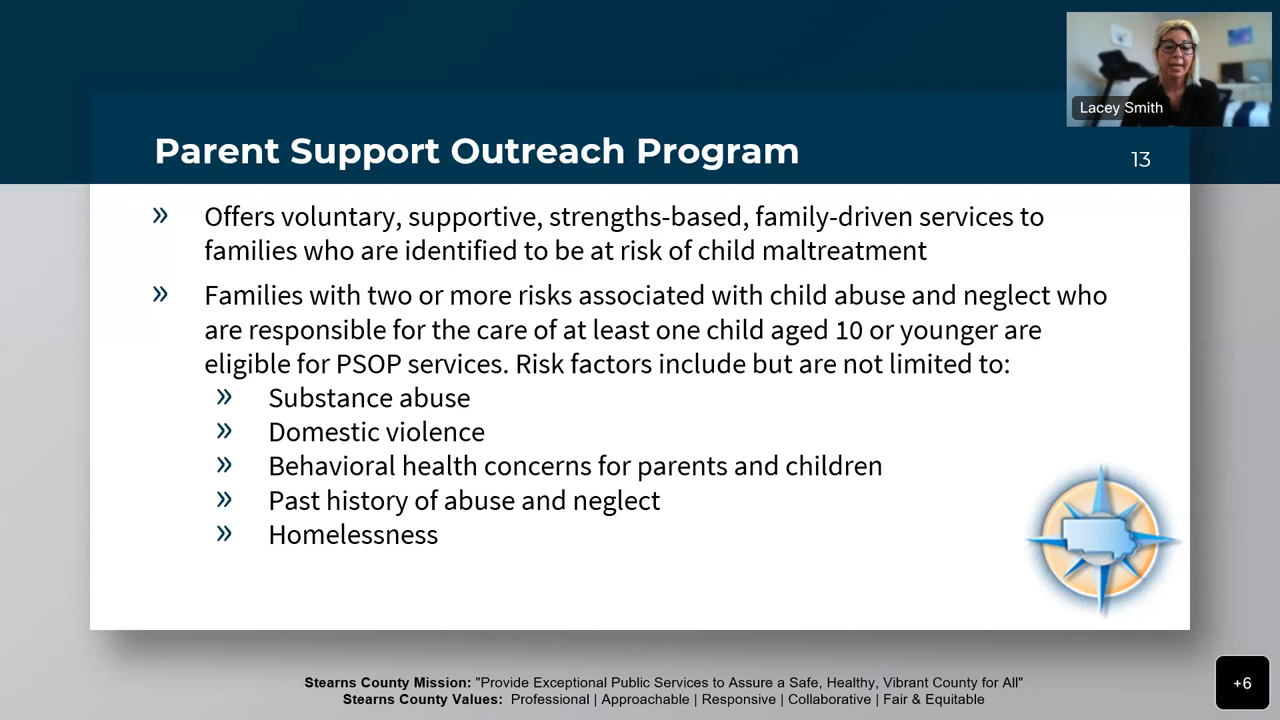 Lacey Smith
Parent Support Outreach Program
13
» Offers voluntary, supportive, strengths-based, family-driven services to
families who are identified to be at risk of child maltreatment
» Families with two or more risks associated with child abuse and neglect who
are responsible for the care of at least one child aged 10 or younger are
eligible for PSOP services. Risk factors include but are not limited to:
» Substance abuse
» Domestic violence
» Behavioral health concerns for parents and children
» Past history of abuse and neglect
» Homelessness
Stearns County Mission: "Provide Exceptional Public Services to Assure a Safe, Healthy, Vibrant County for All"
Stearns County Values: Professional | Approachable | Responsive | Collaborative | Fair & Equitable
+6